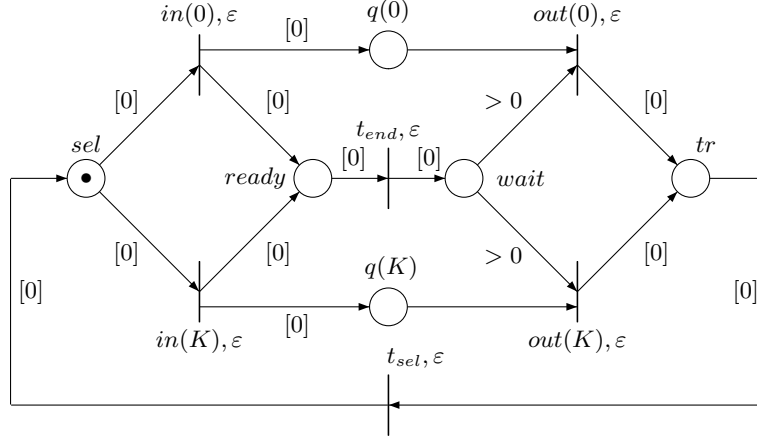 in(0), ε q(0) out(0), ε
[0]
[0] [0] > 0 [0]
t_end, ε
sel [0] [0] tr
ready wait
[0] [0] > 0 [0]
q(K)
[0] [0]
[0]
in(K), ε out(K), ε
t_sel, ε